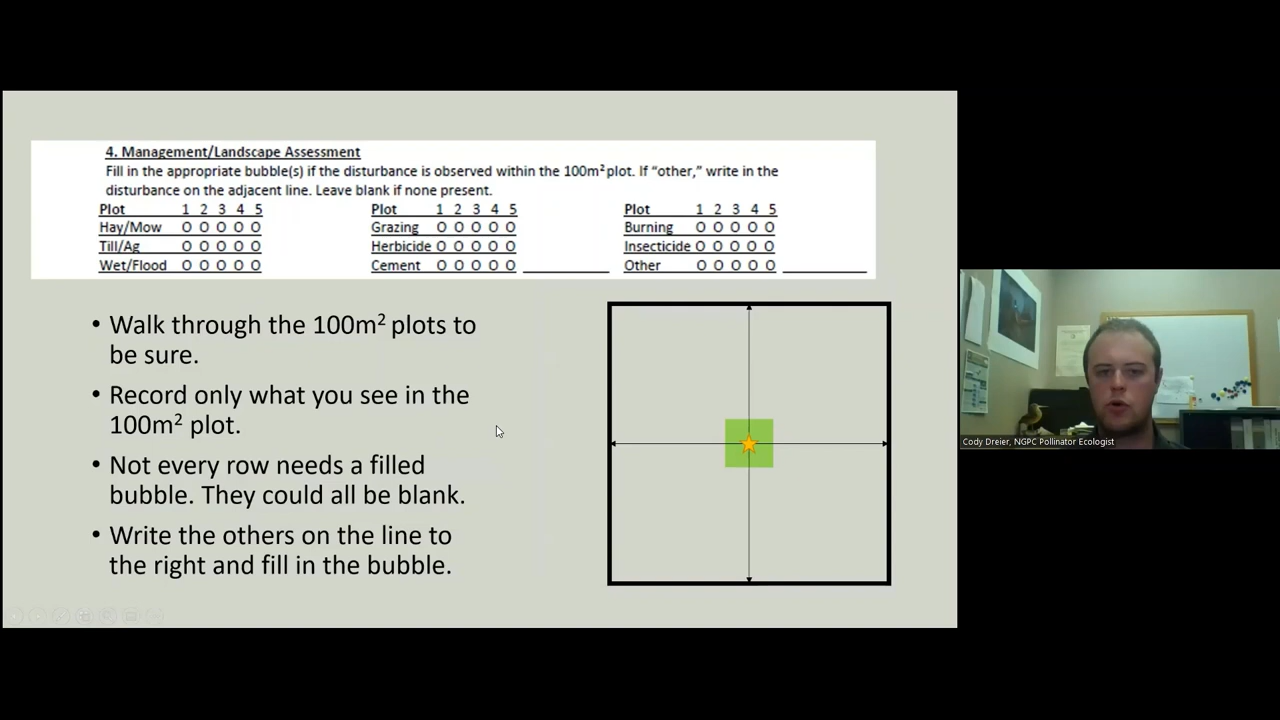 4. Management/Landscape Assessment
Fill in the appropriate bubble(s) if the disturbance is observed within the 100m² plot. If “other,” write in the
disturbance on the adjacent line. Leave blank if none present.
Plot 1 2 3 4 5 Plot 1 2 3 4 5 Plot 1 2 3 4 5
Hay/Mow O O O O O Grazing O O O O O Burning O O O O O
Till/Ag O O O O O Herbicide O O O O O Insecticide O O O O O
Wet/Flood O O O O O Cement O O O O O Other O O O O O
• Walk through the 100m² plots to
be sure.
• Record only what you see in the
100m² plot.
• Not every row needs a filled
bubble. They could all be blank.
• Write the others on the line to
the right and fill in the bubble.
Cody Dreier, NGPC Pollinator Ecologist